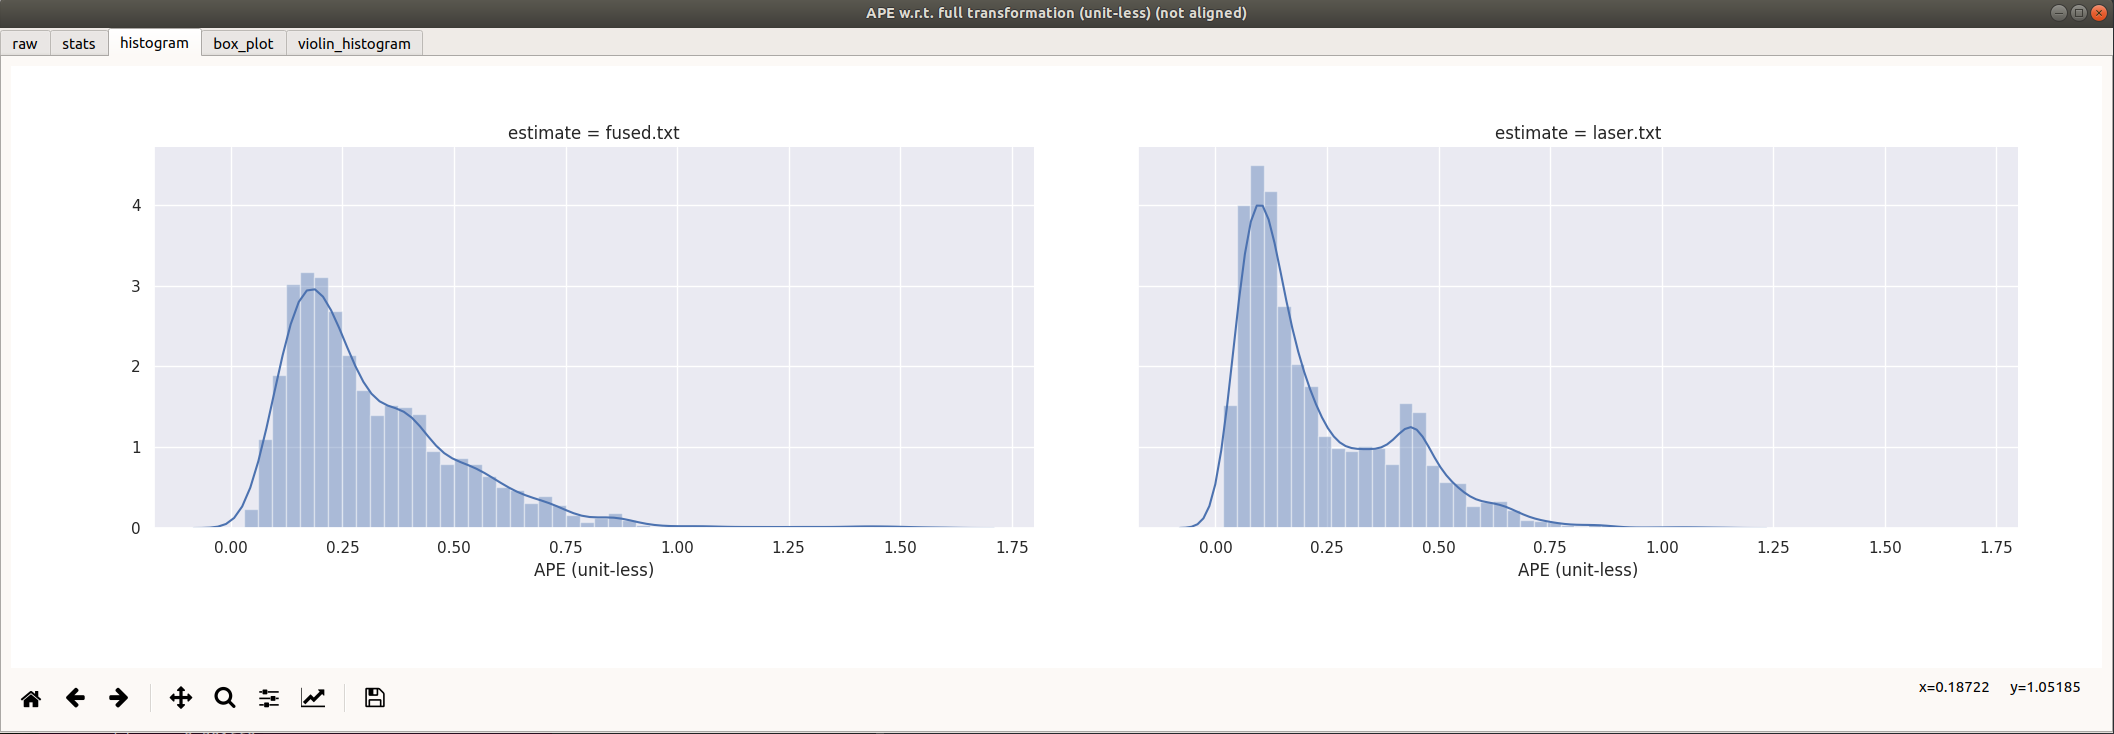 APE w.r.t. full transformation (unit-less) (not aligned)
raw stats histogram box_plot violin_histogram
estimate = fused.txt
4
3
2
1
0
0.00 0.25 0.50 0.75 1.00 1.25 1.50 1.75
APE (unit-less)
estimate = laser.txt
0.00 0.25 0.50 0.75 1.00 1.25 1.50 1.75
APE (unit-less)
x=0.18722 y=1.05185